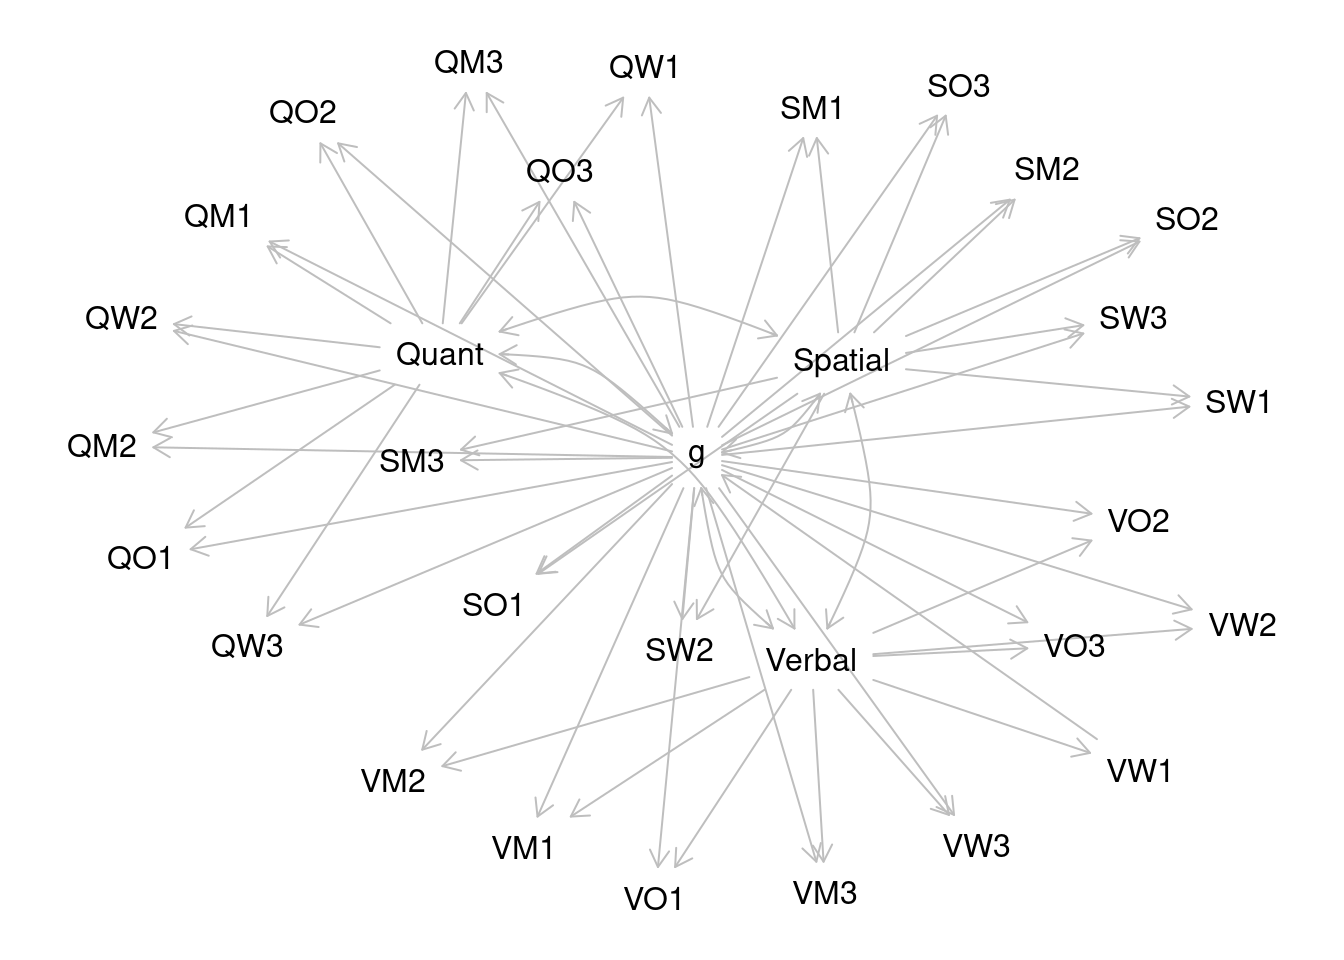 QM3
QW1
SO3
SM1
QO2
QO3
SM2
QM1
SO2
QW2
SW3
Quant
Spatial
SW1
QM2
SM3
g
VO2
QO1
SO1
VW2
QW3
SW2
VO3
Verbal
VW1
VM2
VM1
VW3
VM3
VO1